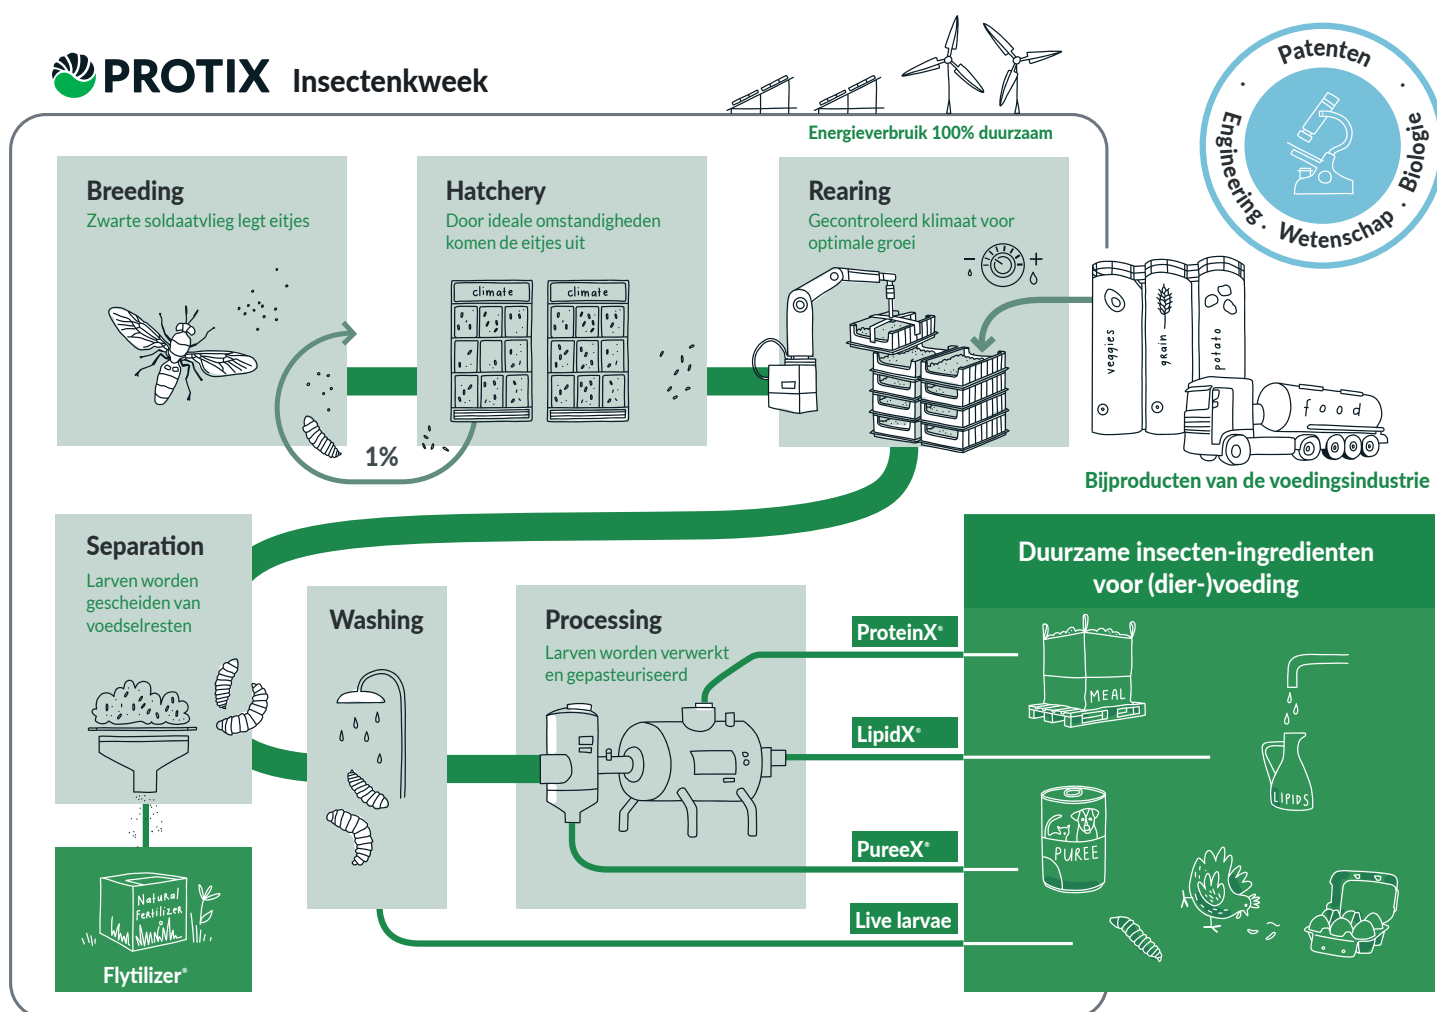 PROTIX Insectenkweek
Energieverbruik 100% duurzaam
Patenten
Engineering
Wetenschap
Biologie
Breeding
Zwarte soldaatvlieg legt eitjes
Hatchery
Door ideale omstandigheden
komen de eitjes uit
climate
climate
Rearing
Gecontroleerd klimaat voor
optimale groei
- +
veggies
grain
potato
food
Bijproducten van de voedingsindustrie
1%
Separation
Larven worden
gescheiden van
voedselresten
Washing
Processing
Larven worden verwerkt
en gepasteuriseerd
ProteinX®
LipidX®
PureeX®
Live larvae
Duurzame insecten-ingredienten
voor (dier-)voeding
MEAL
LIPIDS
PUREE
Natural
Fertilizer
Flytilizer®